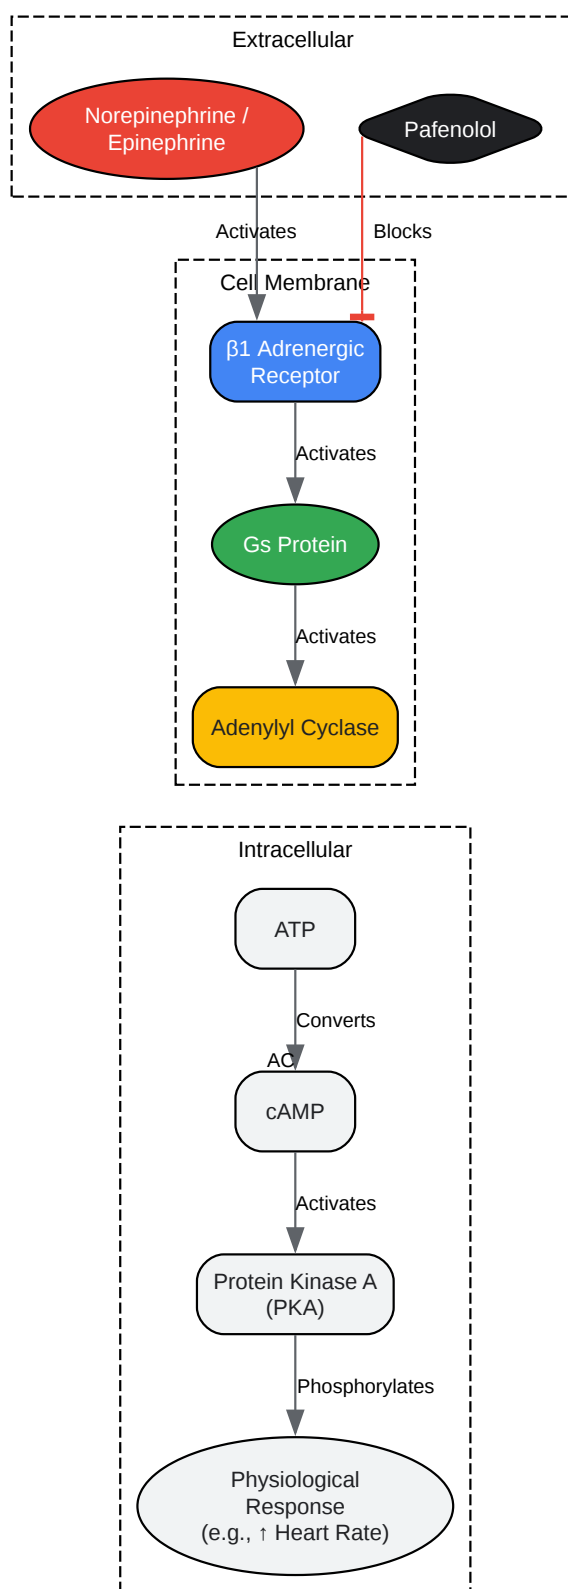 Extracellular
Norepinephrine /
Epinephrine
Pafenolol
Activates
Blocks
Cell Membrane
β1 Adrenergic
Receptor
Activates
Gs Protein
Activates
Adenylyl Cyclase
Intracellular
ATP
Converts
AC
cAMP
Activates
Protein Kinase A
(PKA)
Phosphorylates
Physiological
Response
(e.g., ↑ Heart Rate)